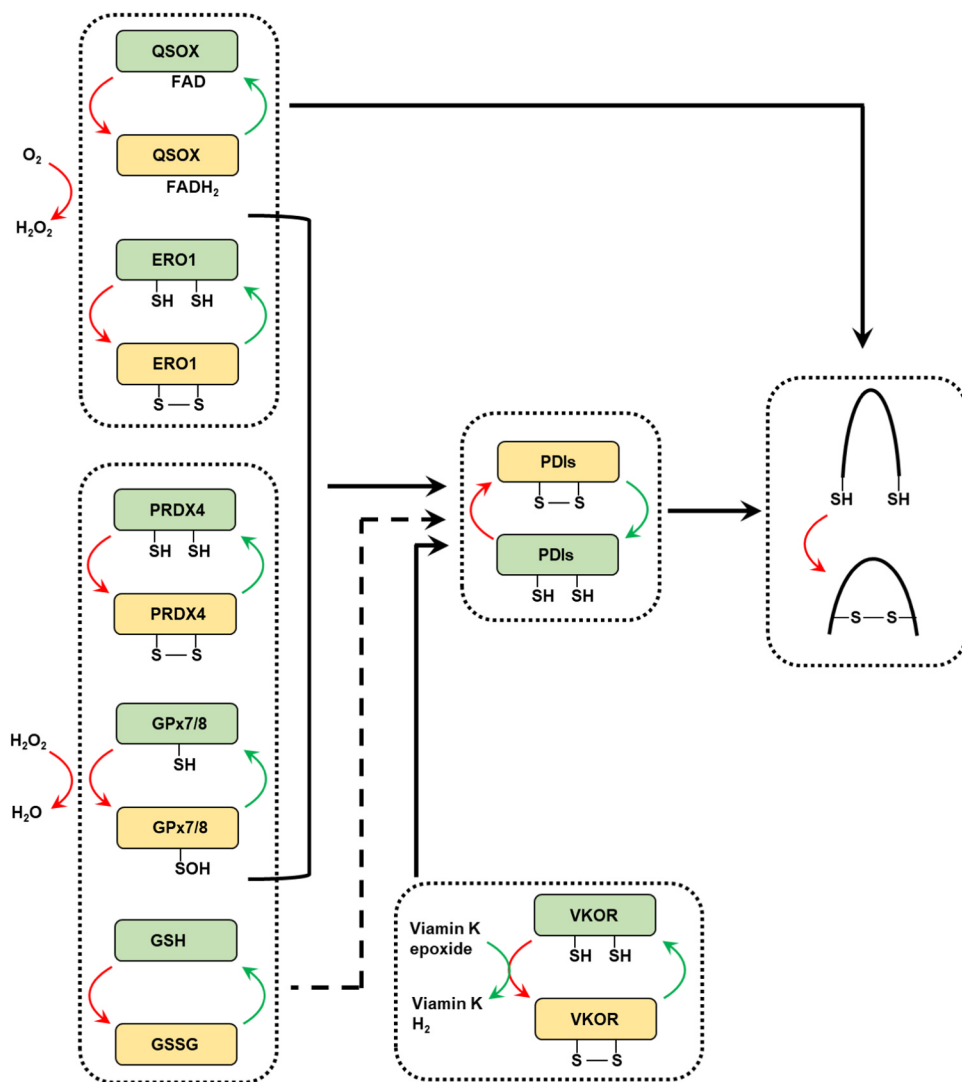 QSOX
FAD
QSOX
FADH₂
O₂
H₂O₂
ERO1
SH SH
ERO1
S — S
PRDX4
SH SH
PRDX4
S — S
GPx7/8
SH
H₂O₂
H₂O
GPx7/8
SOH
GSH
GSSG
PDIs
S — S
PDIs
SH SH
SH SH
S — S
Viamin K
epoxide
Viamin K
H₂
VKOR
SH SH
VKOR
S — S